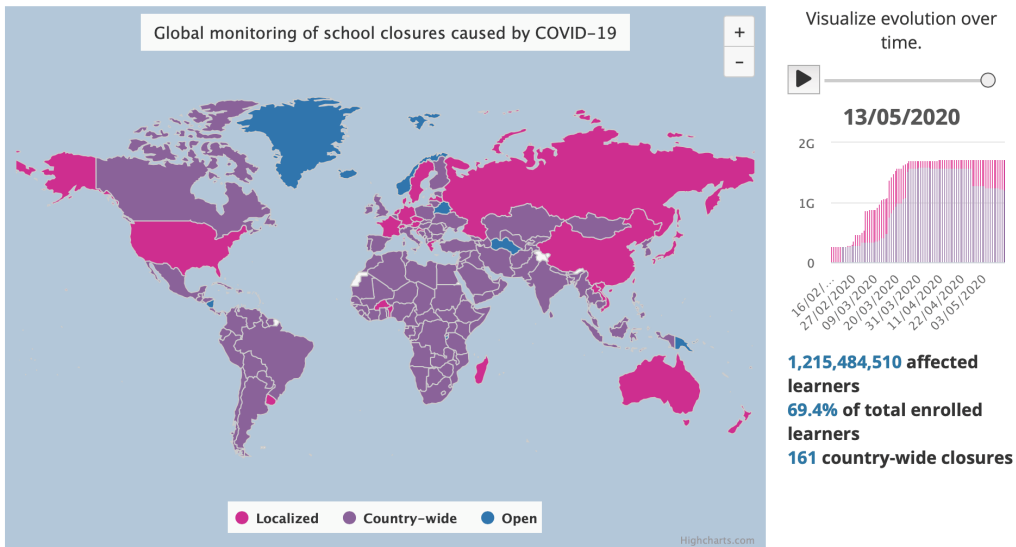 Global monitoring of school closures caused by COVID-19
+
−
Localized
Country-wide
Open
Highcharts.com
Visualize evolution over
time.
13/05/2020
2G
1G
0
16/02/...
27/02/2020
09/03/2020
20/03/2020
31/03/2020
11/04/2020
22/04/2020
03/05/2020
1,215,484,510 affected
learners
69.4% of total enrolled
learners
161 country-wide closures